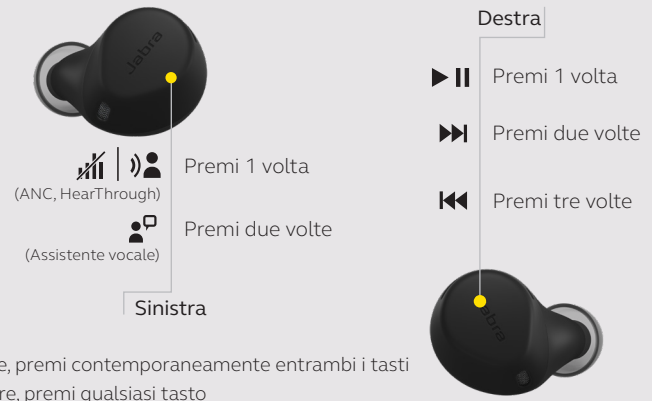 Destra
Jabra
Premi 1 volta
Premi due volte
Premi tre volte
Premi 1 volta
(ANC, HearThrough)
Premi due volte
(Assistente vocale)
Sinistra
Jabra
premi contemporaneamente entrambi i tasti
premi qualsiasi tasto